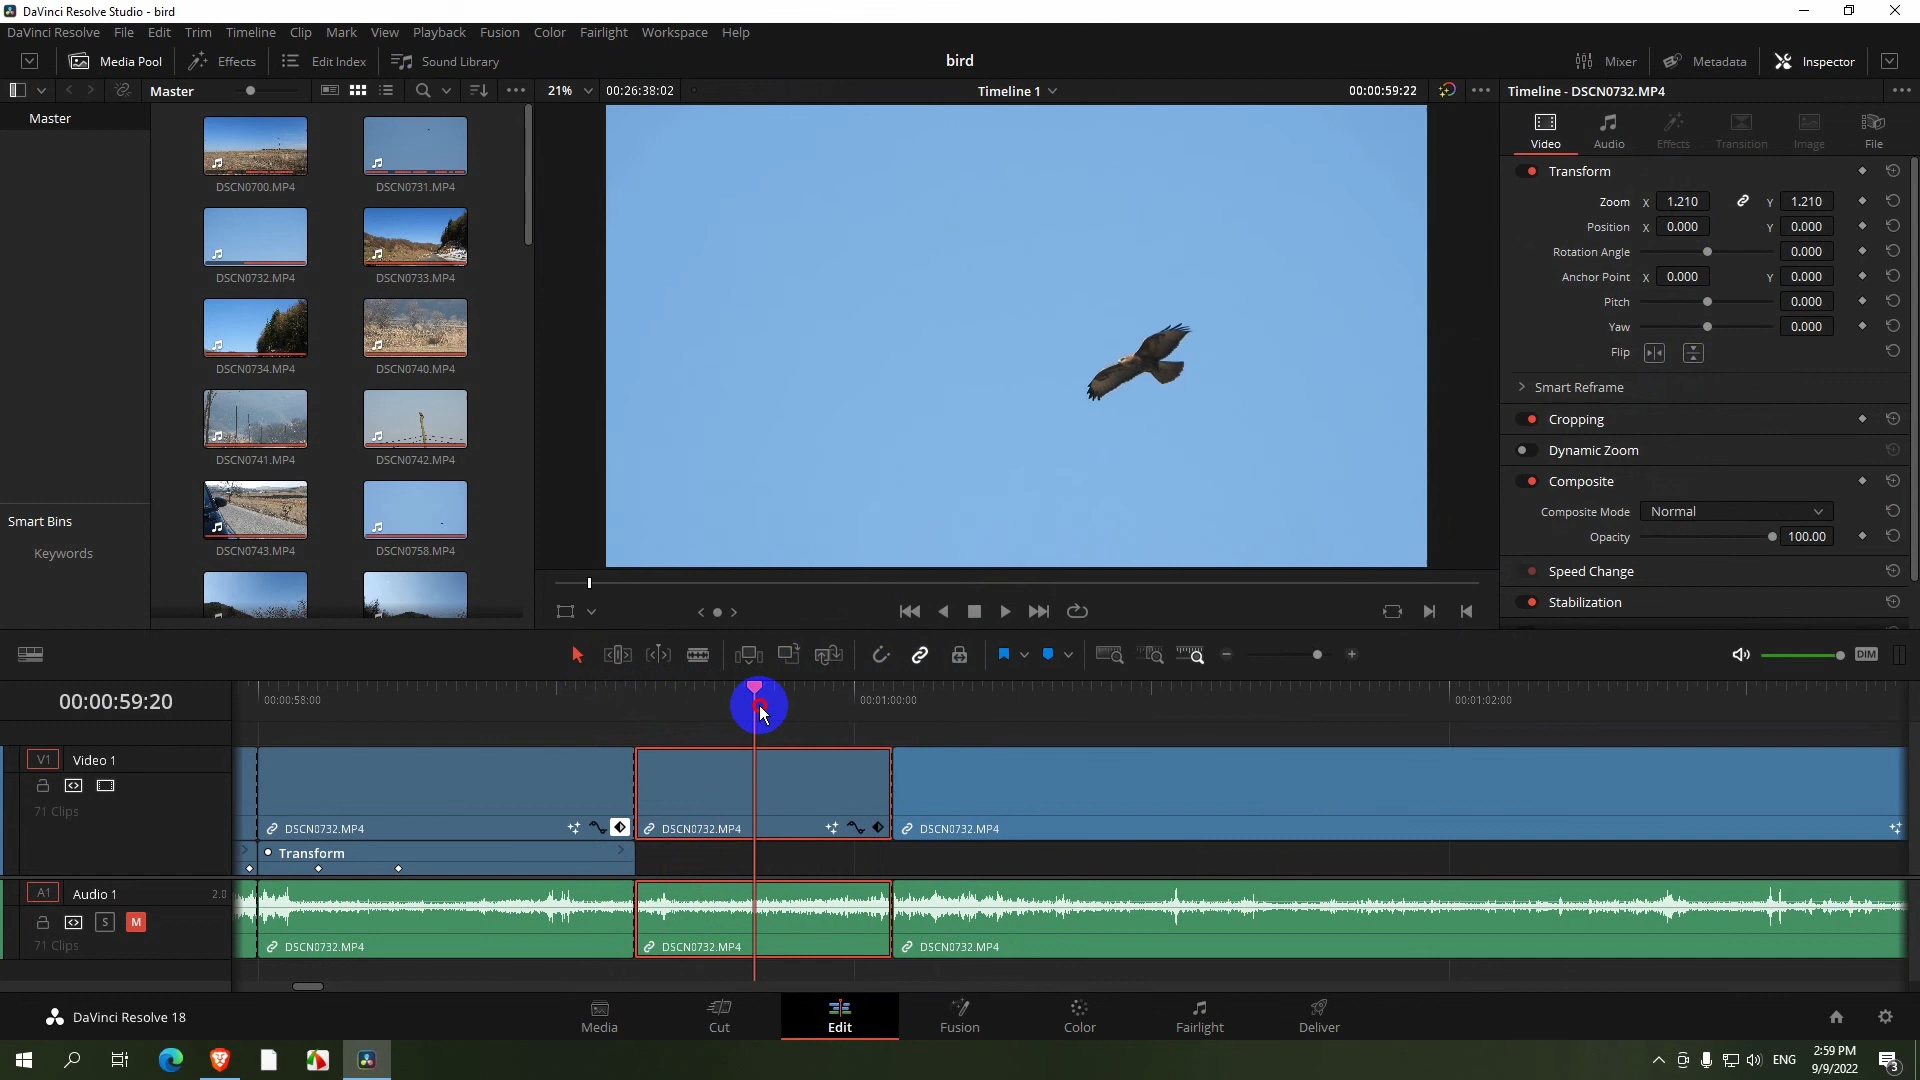 DaVinci Resolve Studio - bird
DaVinci Resolve File Edit Trim Timeline Clip Mark View Playback Fusion Color Fairlight Workspace Help
Media Pool Effects Edit Index Sound Library bird Mixer Metadata Inspector
Master 21% 00:26:38:02 Timeline 1 00:00:59:22 Timeline - DSCN0732.MP4
Master
Video Audio Effects Transition Image File
DSCN0700.MP4 DSCN0731.MP4
Transform
Zoom X 1.210 Y 1.210
Position X 0.000 Y 0.000
Rotation Angle 0.000
DSCN0732.MP4 DSCN0733.MP4
Anchor Point X 0.000 Y 0.000
Pitch 0.000
Yaw 0.000
Flip
DSCN0734.MP4 DSCN0740.MP4
Smart Reframe
Cropping
Dynamic Zoom
DSCN0741.MP4 DSCN0742.MP4
Composite
Composite Mode Normal
Opacity 100.00
Smart Bins
Keywords
DSCN0743.MP4 DSCN0758.MP4
Speed Change
Stabilization
DIM
00:00:59:20 00:00:58:00 00:01:00:00 00:01:02:00
V1 Video 1
71 Clips
DSCN0732.MP4 DSCN0732.MP4 DSCN0732.MP4
Transform
A1 Audio 1 2.0
S M
71 Clips
DSCN0732.MP4 DSCN0732.MP4 DSCN0732.MP4
DaVinci Resolve 18 Media Cut Edit Fusion Color Fairlight Deliver
ENG 2:59 PM
9/9/2022
3